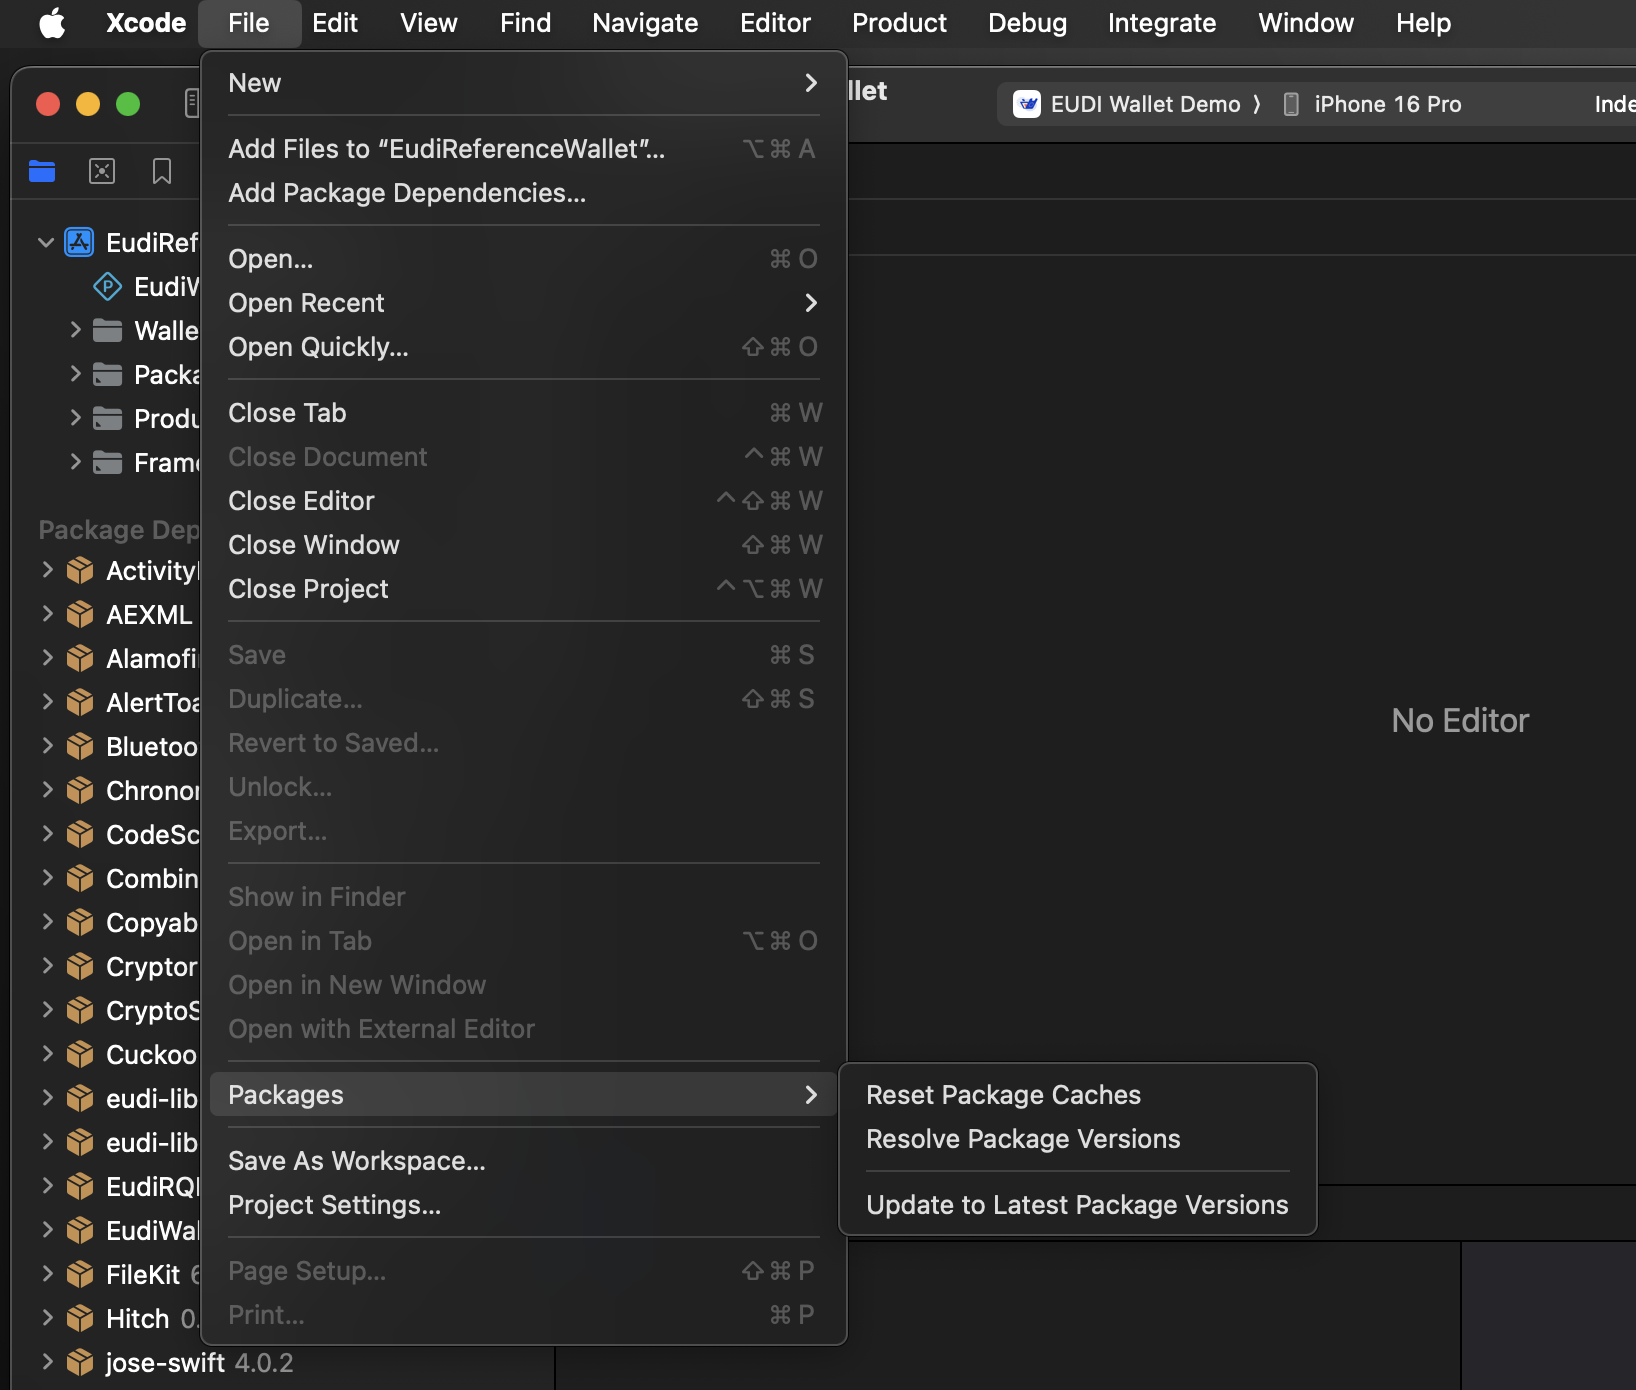 Xcode File Edit View Find Navigate Editor Product Debug Integrate Window Help
EUDI Wallet Demo iPhone 16 Pro
New
Add Files to “EudiReferenceWallet”... ⌥⌘A
Add Package Dependencies...
Open... ⌘O
Open Recent
Open Quickly... ⇧⌘O
Close Tab ⌘W
Close Document ^⌘W
Close Editor ^⇧⌘W
Close Window ⇧⌘W
Close Project ^⌥⌘W
Save ⌘S
Duplicate... ⇧⌘S
Revert to Saved...
Unlock...
Export...
Show in Finder
Open in Tab ⌥⌘O
Open in New Window
Open with External Editor
Packages
Save As Workspace...
Project Settings...
Page Setup... ⇧⌘P
Print... ⌘P
Reset Package Caches
Resolve Package Versions
Update to Latest Package Versions
No Editor
EudiRef
EudiW
Walle
Packa
Produ
Frame
Package Dep
Activity
AEXML
Alamofi
AlertToa
Bluetoo
Chronor
CodeSc
Combin
Copyab
Cryptor
CryptoS
Cuckoo
eudi-lib
eudi-lib
EudiRQ
EudiWal
FileKit 6
Hitch 0.
jose-swift 4.0.2